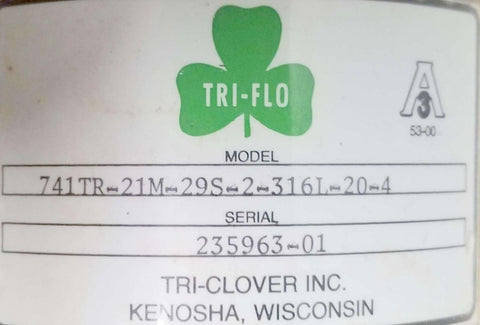 TRI-FLO
A
3
53-00
MODEL
741TR-21M-29S-2-316L-20-4
SERIAL
235963-01
TRI-CLOVER INC.
KENOSHA, WISCONSIN